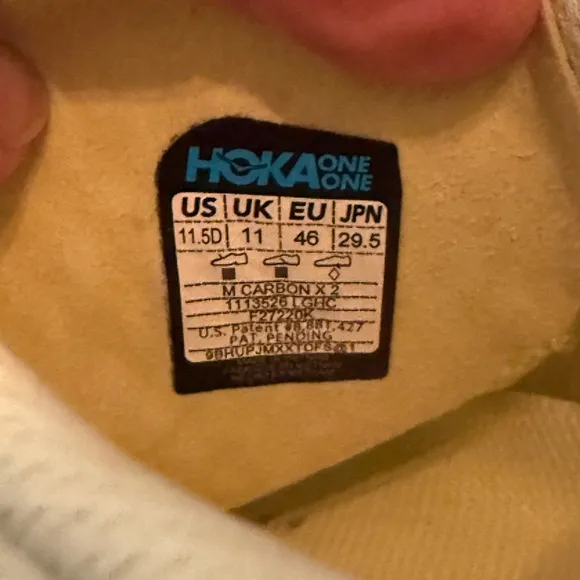 HOKA ONE ONE
US UK EU JPN
11.5D 11 46 29.5
M CARBON X 2
1113526 LGHC
F27220K
U.S. Patent #8,881,427
PAT. PENDING